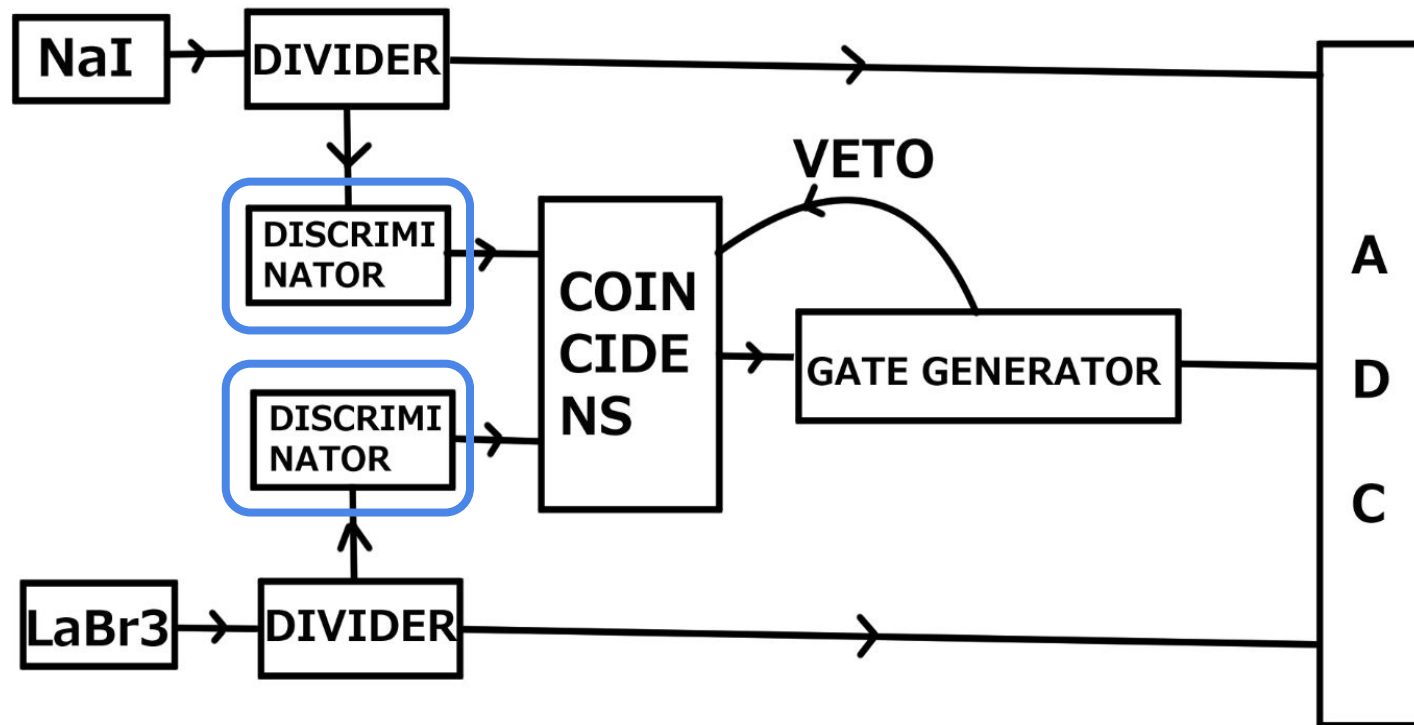 NaI
DIVIDER
VETO
DISCRIMI
NATOR
COIN
CIDE
NS
A
D
C
GATE GENERATOR
DISCRIMI
NATOR
LaBr3
DIVIDER